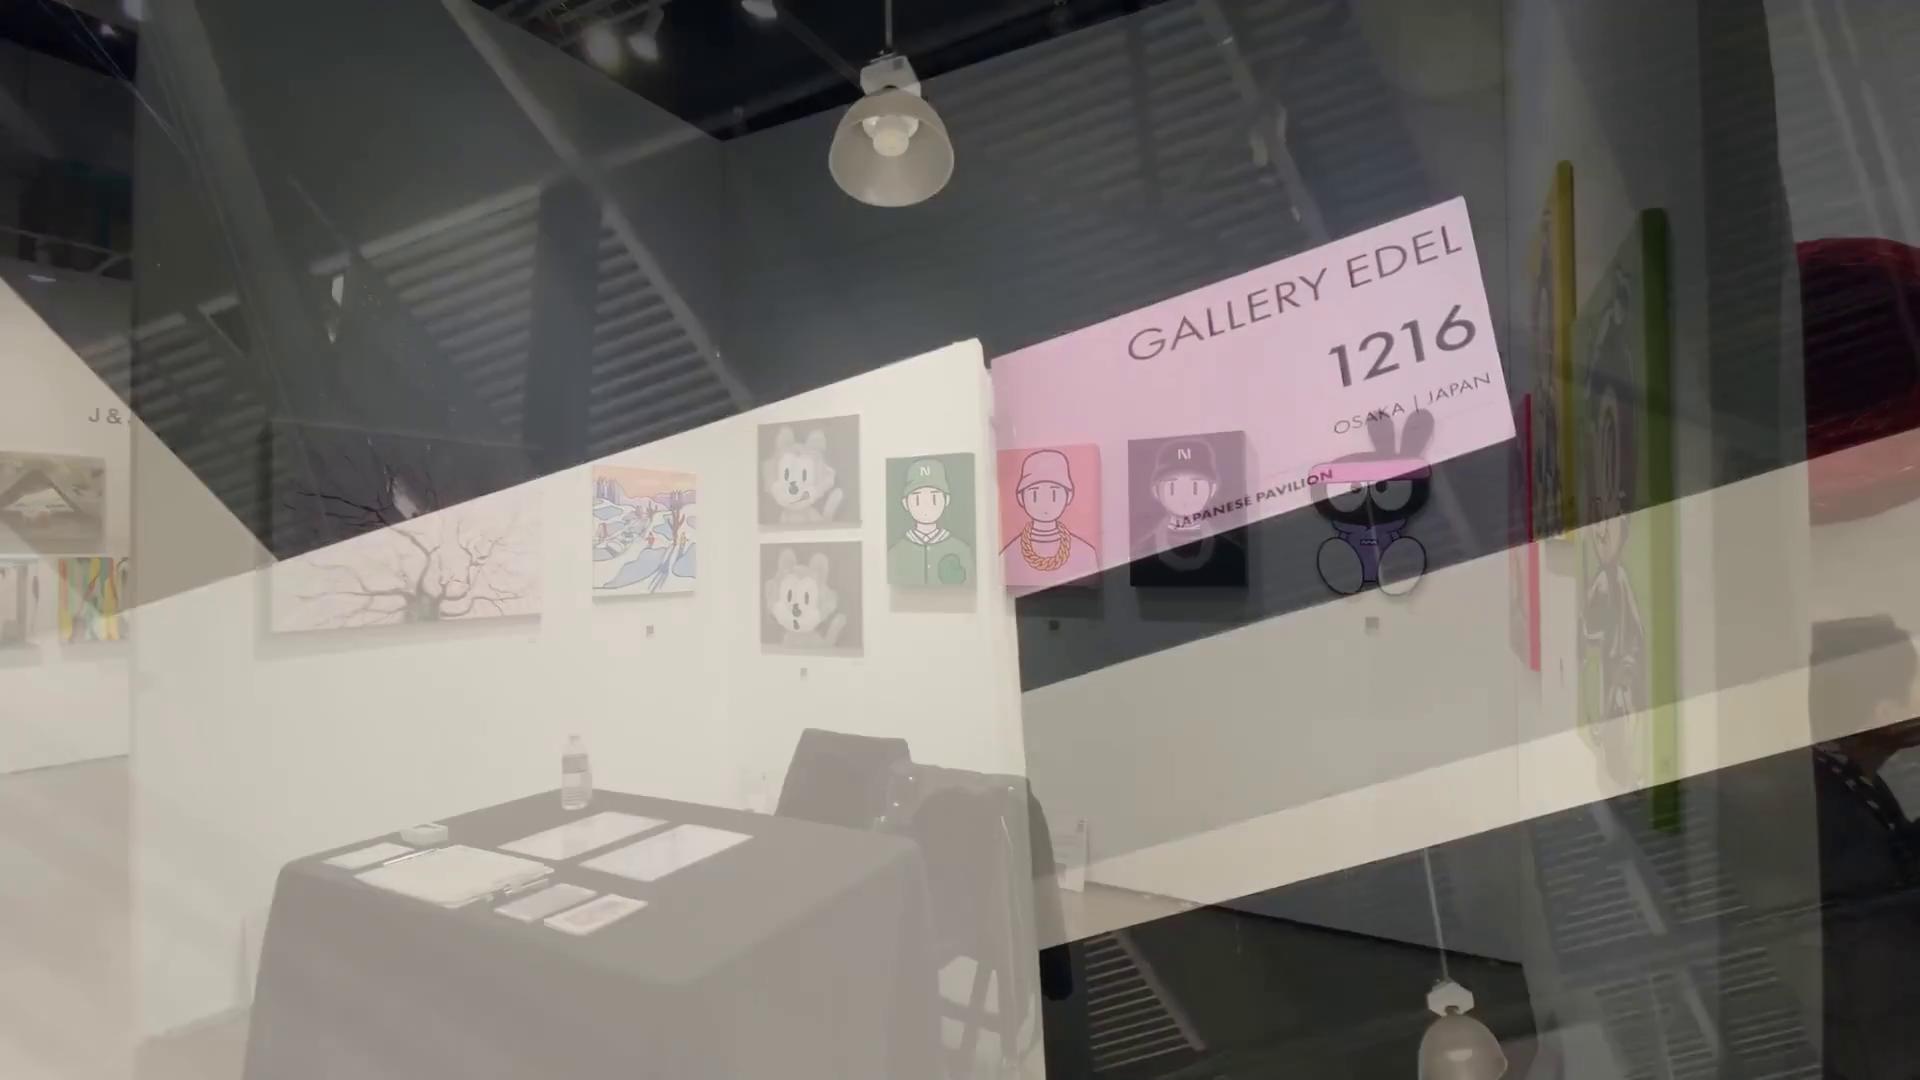 GALLERY EDEL
1216
OSAKA | JAPAN
JAPANESE PAVILION
J &
N
N